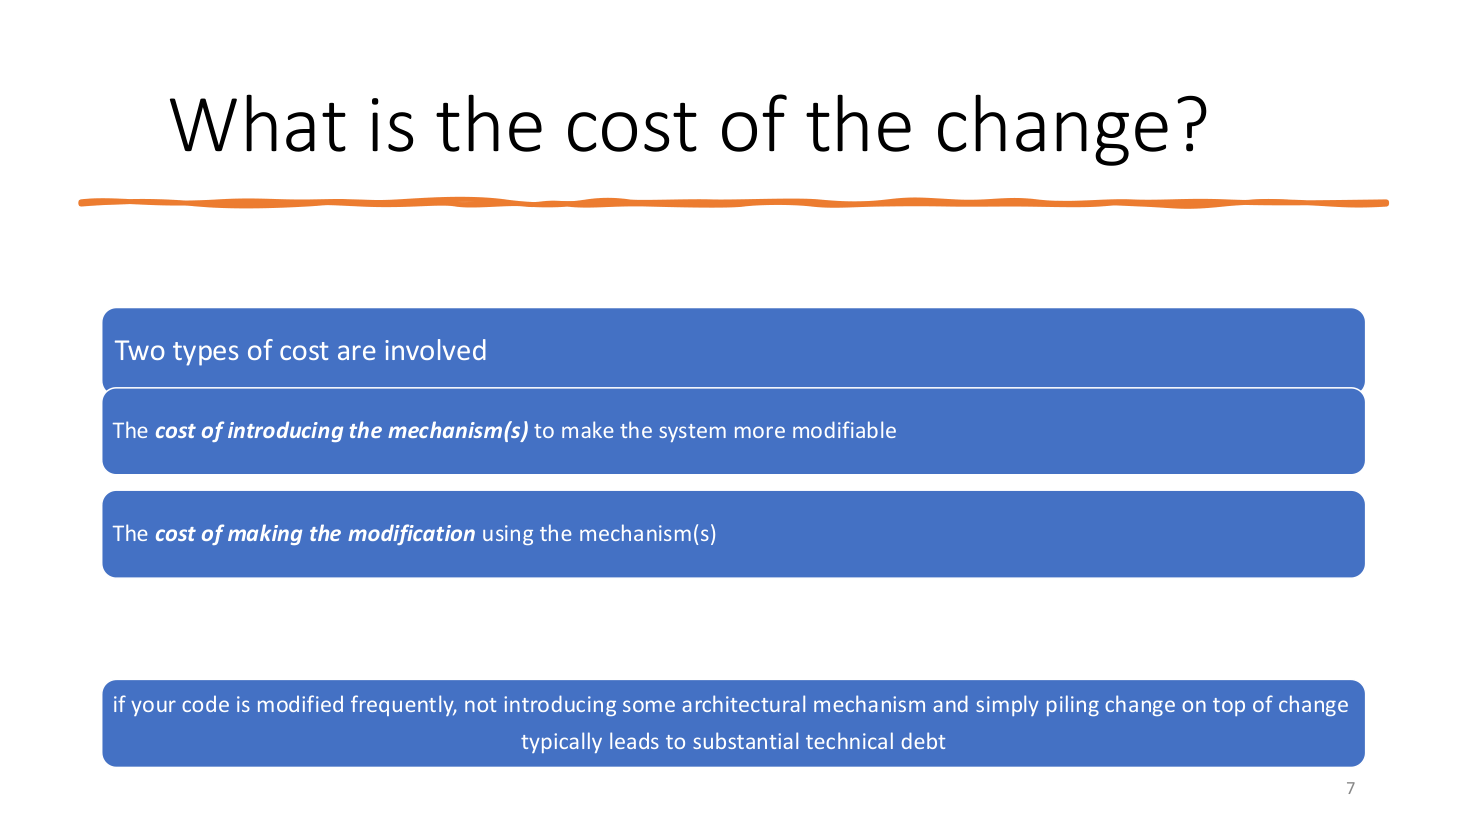 What is the cost of the change?
Two types of cost are involved
The cost of introducing the mechanism(s) to make the system more modifiable
The cost of making the modification using the mechanism(s)
if your code is modified frequently, not introducing some architectural mechanism and simply piling change on top of change
typically leads to substantial technical debt
7